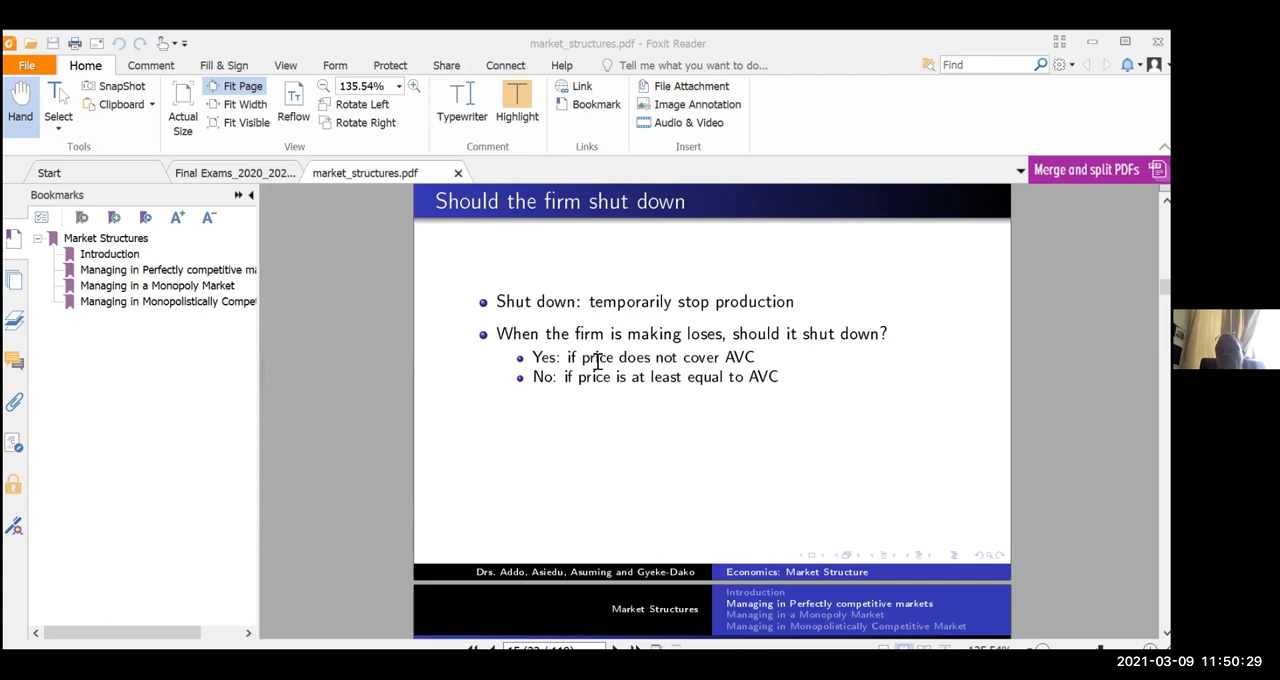 market_structures.pdf - Foxit Reader
File Home Comment Fill & Sign View Form Protect Share Connect Help Tell me what you want to do... Find
Hand
Select
SnapShot
Clipboard
Actual
Size
Fit Page
Fit Width
Fit Visible
Reflow
135.54%
Rotate Left
Rotate Right
Typewriter
Highlight
Link
Bookmark
File Attachment
Image Annotation
Audio & Video
Tools View Comment Links Insert
Start Final Exams_2020_202... market_structures.pdf Merge and split PDFs
Bookmarks
Market Structures
Introduction
Managing in Perfectly competitive ma
Managing in a Monopoly Market
Managing in Monopolistically Compet
Should the firm shut down
Shut down: temporarily stop production
When the firm is making loses, should it shut down?
Yes: if price does not cover AVC
No: if price is at least equal to AVC
Drs. Addo, Asiedu, Asuming and Gyeke-Dako Economics: Market Structure
Market Structures
Introduction
Managing in Perfectly competitive markets
Managing in a Monopoly Market
Managing in Monopolistically Competitive Market
135.54%
2021-03-09 11:50:29